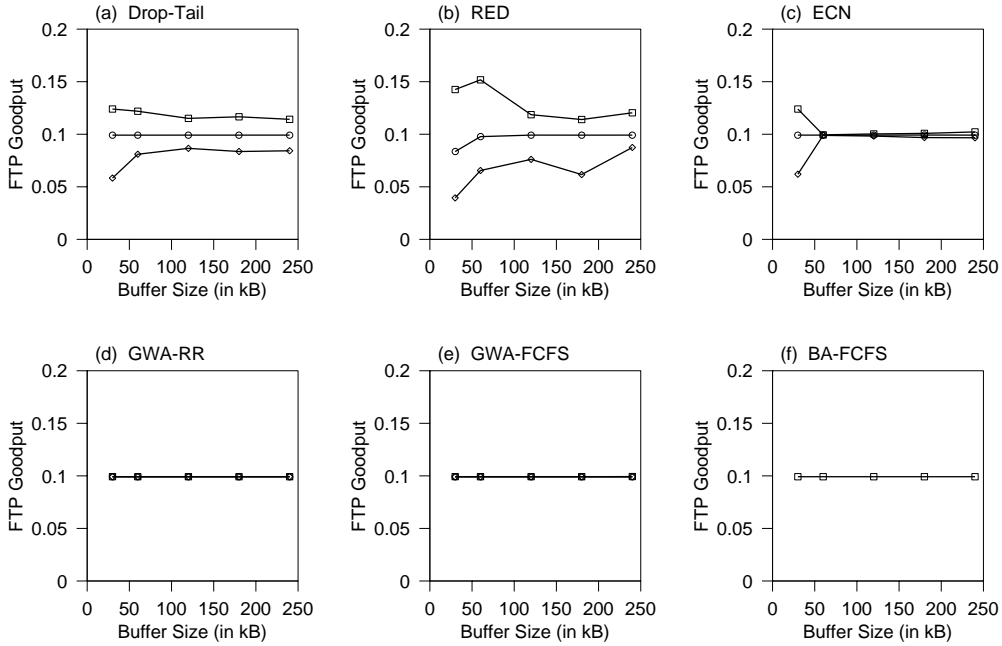 (a) Drop-Tail
0.2
0.15
0.1
0.05
0
FTP Goodput
0 50 100 150 200 250
Buffer Size (in kB)
(b) RED
0.2
0.15
0.1
0.05
0
FTP Goodput
0 50 100 150 200 250
Buffer Size (in kB)
(c) ECN
0.2
0.15
0.1
0.05
0
FTP Goodput
0 50 100 150 200 250
Buffer Size (in kB)
(d) GWA-RR
0.2
0.15
0.1
0.05
0
FTP Goodput
0 50 100 150 200 250
Buffer Size (in kB)
(e) GWA-FCFS
0.2
0.15
0.1
0.05
0
FTP Goodput
0 50 100 150 200 250
Buffer Size (in kB)
(f) BA-FCFS
0.2
0.15
0.1
0.05
0
FTP Goodput
0 50 100 150 200 250
Buffer Size (in kB)